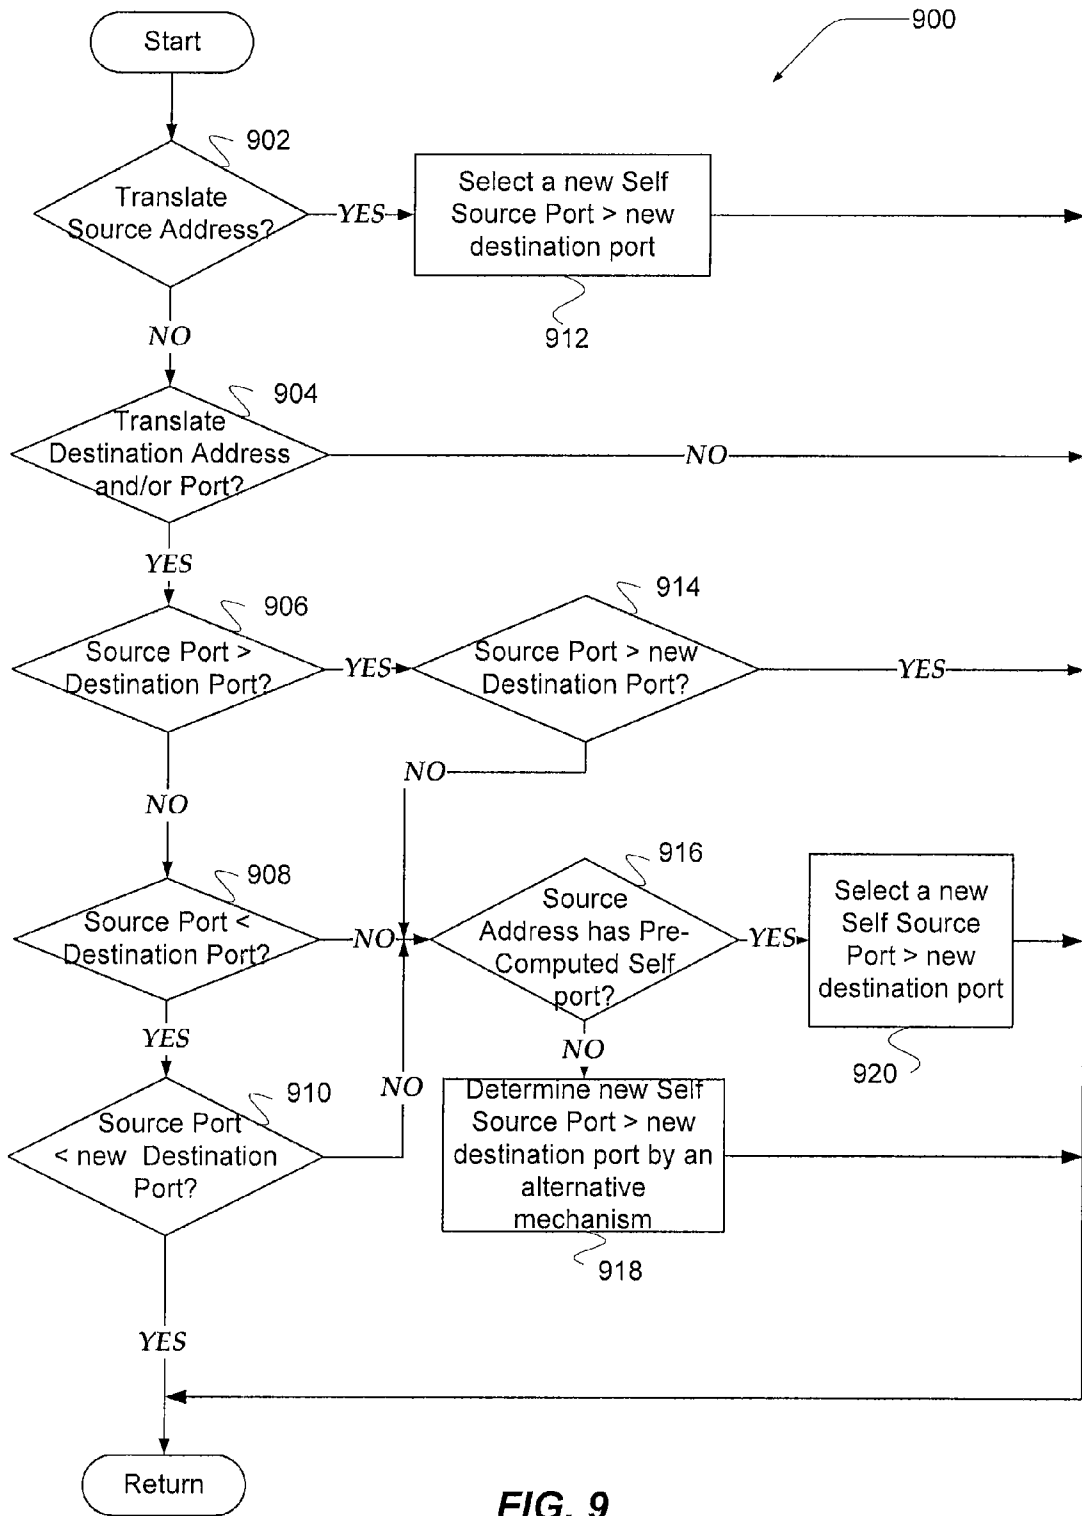 Start
900
902
Translate
Source Address?
YES
Select a new Self
Source Port > new
destination port
912
NO
904
Translate
Destination Address
and/or Port?
NO
YES
906
Source Port >
Destination Port?
YES
914
Source Port > new
Destination Port?
YES
NO
NO
908
Source Port <
Destination Port?
NO
916
Source
Address has Pre-
Computed Self
port?
YES
Select a new
Self Source
Port > new
destination port
920
YES
NO
NO
910
Source Port
< new Destination
Port?
Determine new Self
Source Port > new
destination port by an
alternative
mechanism
918
YES
Return
FIG. 9